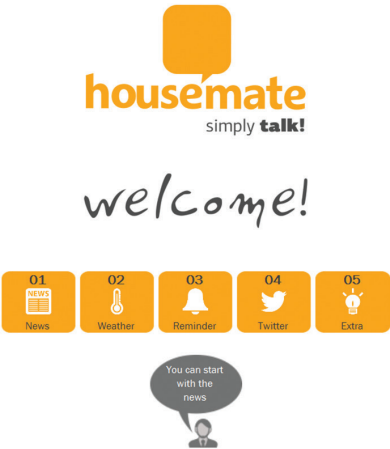 housemate
simply talk!
welcome!
01 02 03 04 05
NEWS
News Weather Reminder Twitter Extra
You can start
with the
news